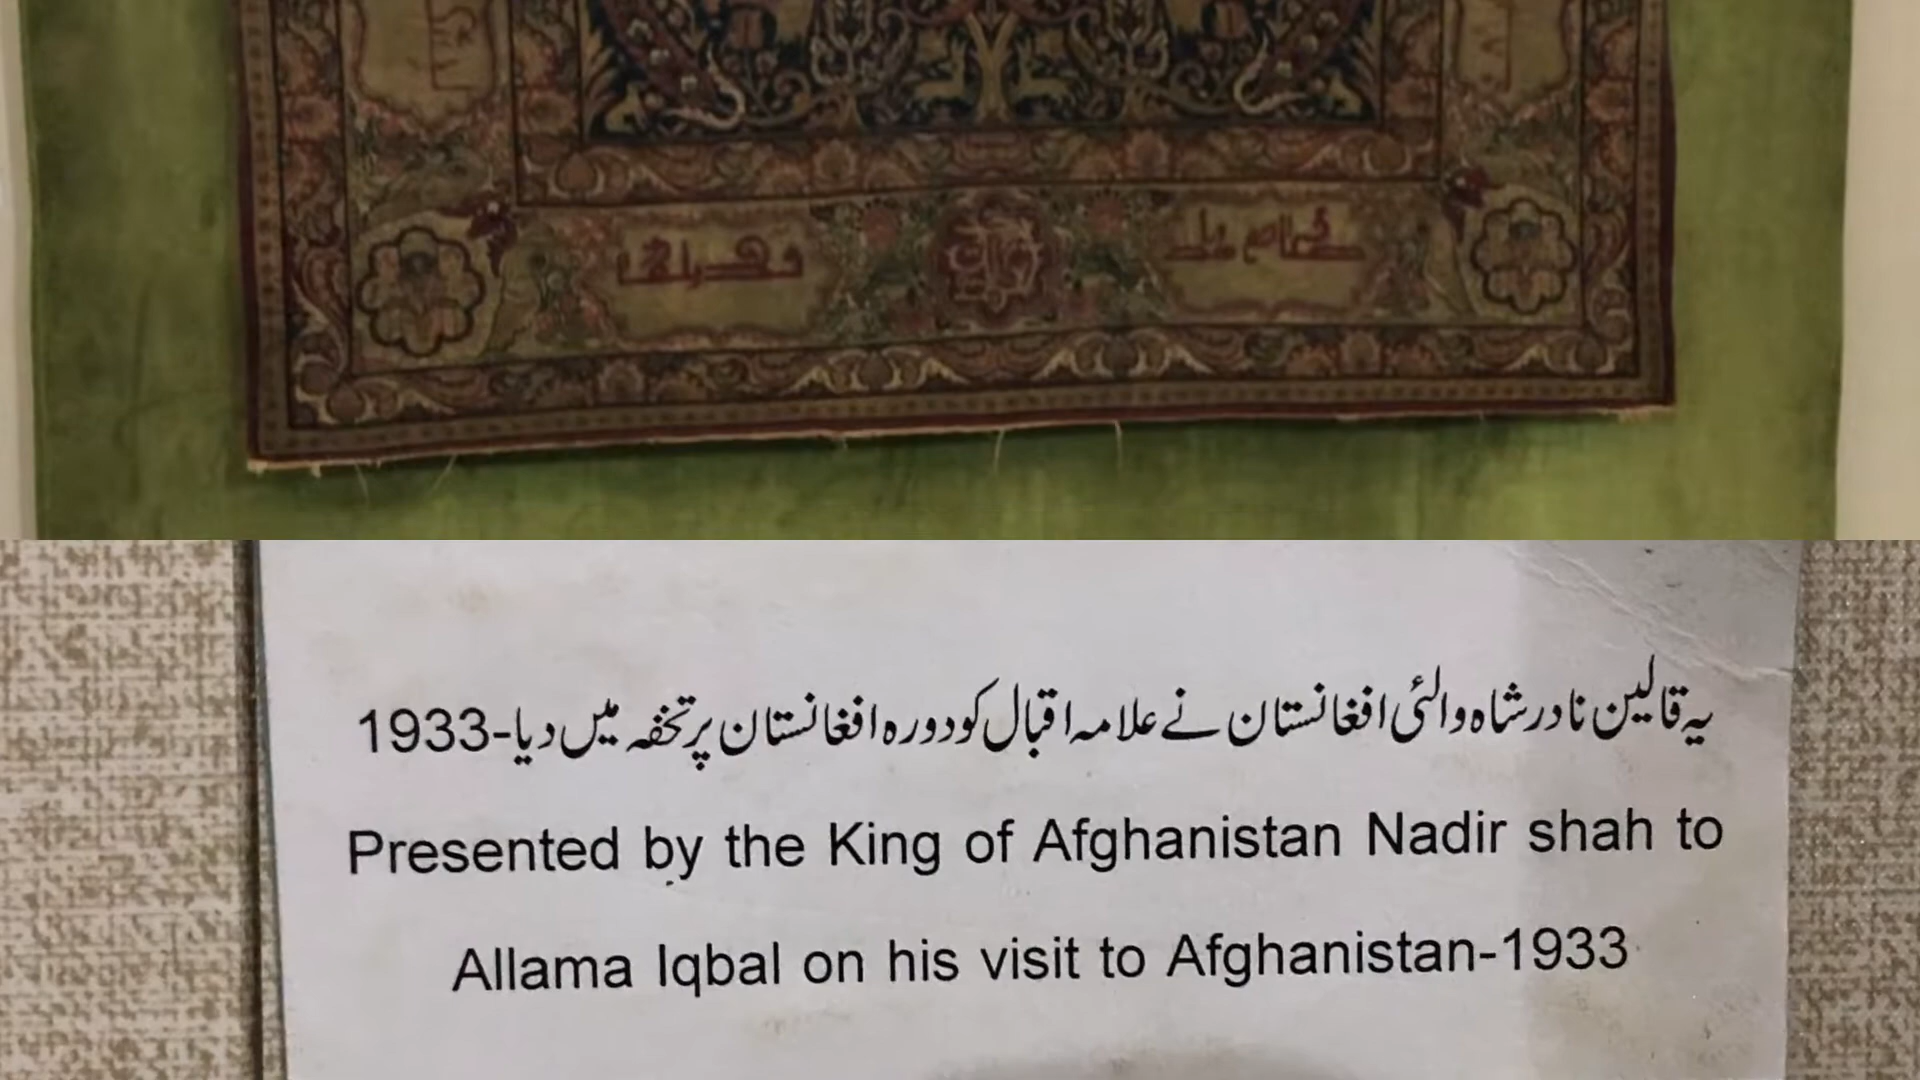 یہ قالین نادر شاہ والئی افغانستان نے علامہ اقبال کو دورہ افغانستان پر تحفہ میں دیا-1933
Presented by the King of Afghanistan Nadir shah to
Allama Iqbal on his visit to Afghanistan-1933